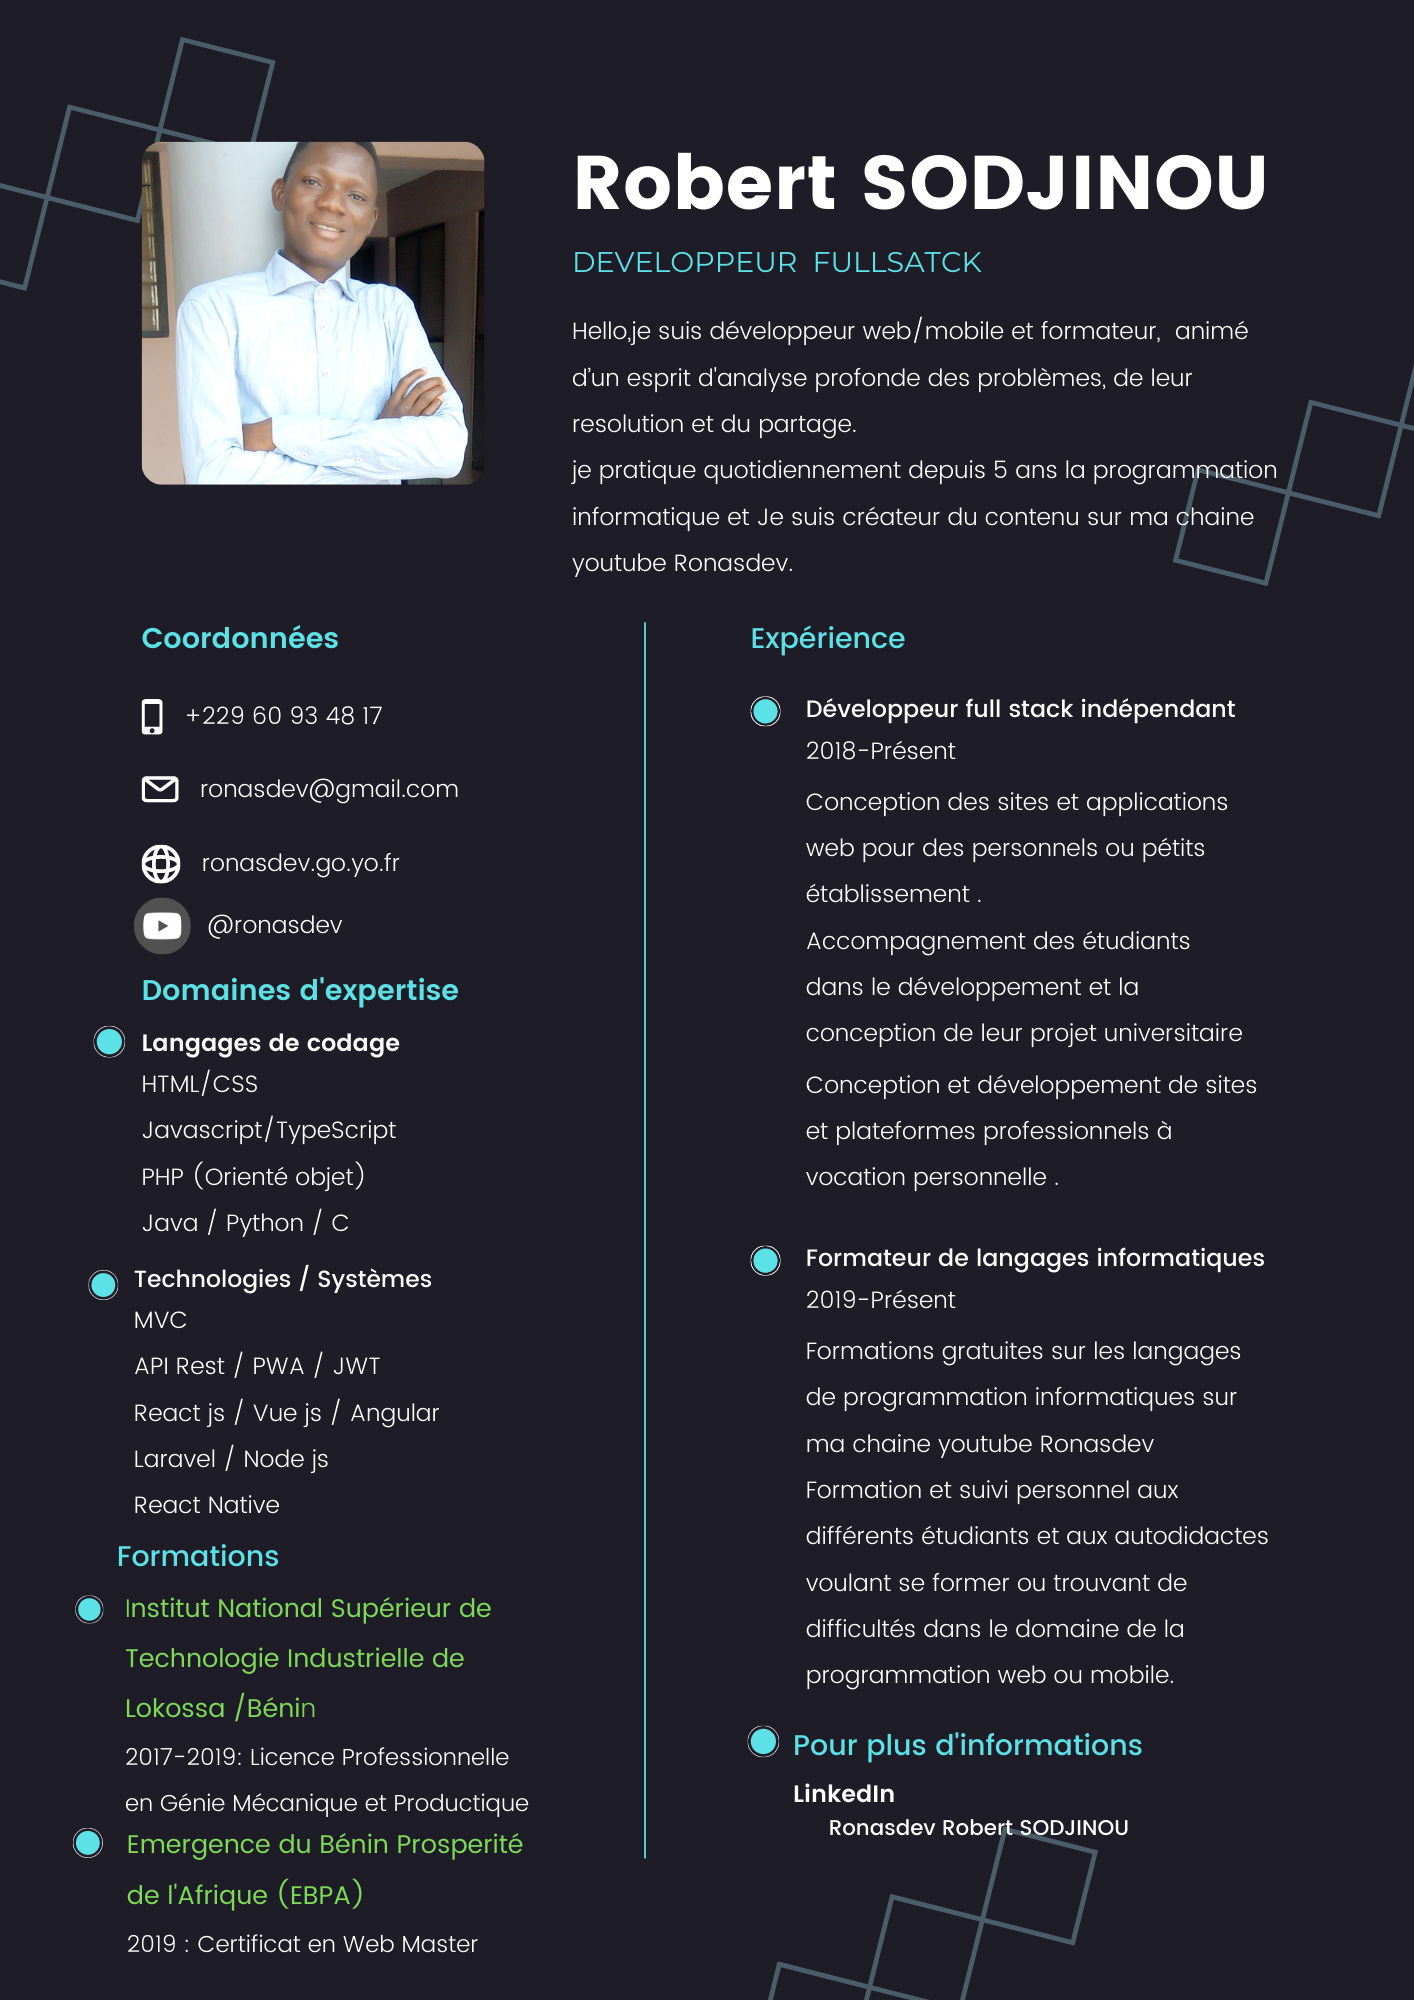 Robert SODJINOU
DEVELOPPEUR FULLSATCK
Hello,je suis développeur web/mobile et formateur, animé
d'un esprit d'analyse profonde des problèmes, de leur
resolution et du partage.
je pratique quotidiennement depuis 5 ans la programmation
informatique et Je suis créateur du contenu sur ma chaine
youtube Ronasdev.
Coordonnées
+229 60 93 48 17
ronasdev@gmail.com
ronasdev.go.yo.fr
@ronasdev
Domaines d'expertise
Langages de codage
HTML/CSS
Javascript/TypeScript
PHP (Orienté objet)
Java / Python / C
Technologies / Systèmes
MVC
API Rest / PWA / JWT
React js / Vue js / Angular
Laravel / Node js
React Native
Formations
Institut National Supérieur de
Technologie Industrielle de
Lokossa /Bénin
2017-2019: Licence Professionnelle
en Génie Mécanique et Productique
Emergence du Bénin Prosperité
de l'Afrique (EBPA)
2019 : Certificat en Web Master
Expérience
Développeur full stack indépendant
2018-Présent
Conception des sites et applications
web pour des personnels ou pétits
établissement .
Accompagnement des étudiants
dans le développement et la
conception de leur projet universitaire
Conception et développement de sites
et plateformes professionnels à
vocation personnelle .
Formateur de langages informatiques
2019-Présent
Formations gratuites sur les langages
de programmation informatiques sur
ma chaine youtube Ronasdev
Formation et suivi personnel aux
différents étudiants et aux autodidactes
voulant se former ou trouvant de
difficultés dans le domaine de la
programmation web ou mobile.
Pour plus d'informations
LinkedIn
Ronasdev Robert SODJINOU